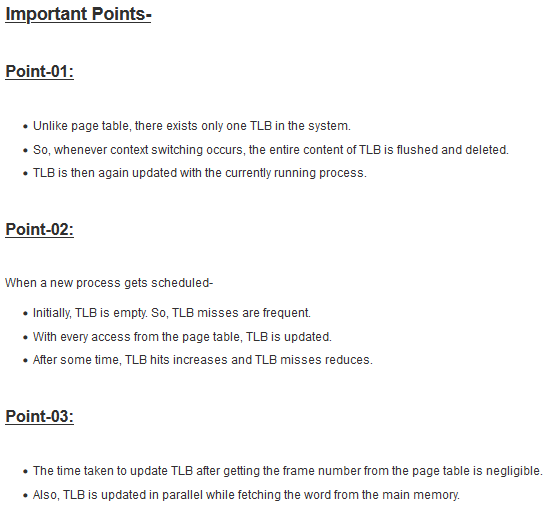 Important Points-
Point-01:
• Unlike page table, there exists only one TLB in the system.
• So, whenever context switching occurs, the entire content of TLB is flushed and deleted.
• TLB is then again updated with the currently running process.
Point-02:
When a new process gets scheduled-
• Initially, TLB is empty. So, TLB misses are frequent.
• With every access from the page table, TLB is updated.
• After some time, TLB hits increases and TLB misses reduces.
Point-03:
• The time taken to update TLB after getting the frame number from the page table is negligible.
• Also, TLB is updated in parallel while fetching the word from the main memory.